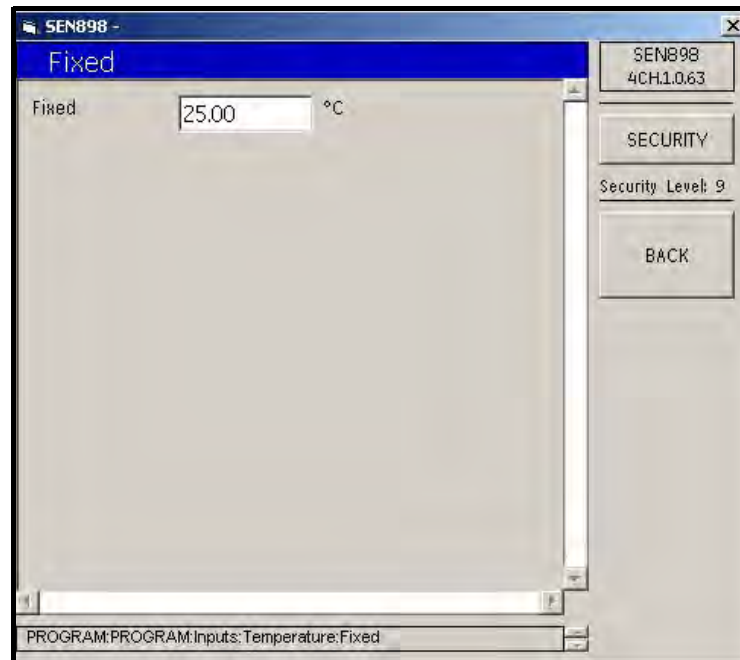 SEN898 -
Fixed
Fixed 25.00 °C
SEN898
4CH.1.0.63
SECURITY
Security Level: 9
BACK
PROGRAM:PROGRAM:Inputs:Temperature:Fixed